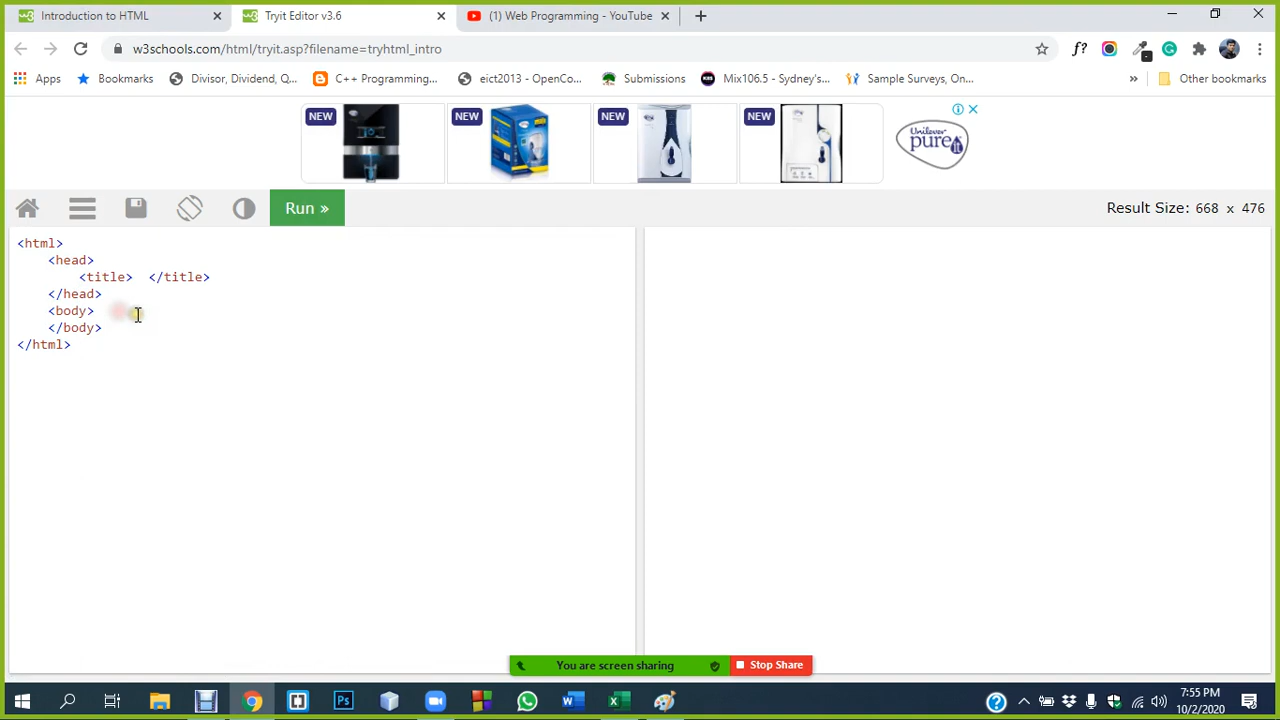 Introduction to HTML
Tryit Editor v3.6
(1) Web Programming - YouTube
w3schools.com/html/tryit.asp?filename=tryhtml_intro
f?
Apps
Bookmarks
Divisor, Dividend, Q...
C++ Programming...
eict2013 - OpenCo...
Submissions
Mix106.5 - Sydney's...
Sample Surveys, On...
»
Other bookmarks
NEW
NEW
NEW
NEW
Unilever
pureit
Run »
Result Size: 668 x 476
<html>
<head>
<title> </title>
</head>
<body>
</body>
</html>
You are screen sharing
Stop Share
7:55 PM
10/2/2020